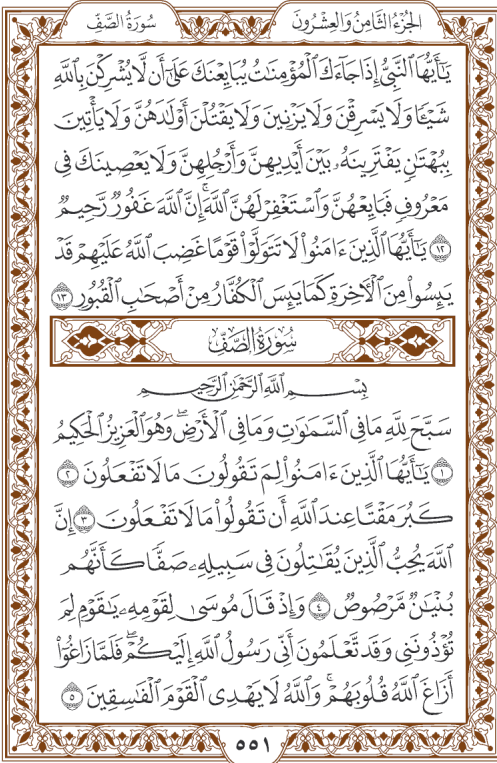 الجُزْءُ الثَّامِنُ وَالعِشْرُونَ سُورَةُ الصَّفِّ
يَـٰٓأَيُّهَا ٱلنَّبِىُّ إِذَا جَآءَكَ ٱلْمُؤْمِنَـٰتُ يُبَايِعْنَكَ عَلَىٰٓ أَن لَّا يُشْرِكْنَ بِٱللَّهِ
شَيْـًٔا وَلَا يَسْرِقْنَ وَلَا يَزْنِينَ وَلَا يَقْتُلْنَ أَوْلَـٰدَهُنَّ وَلَا يَأْتِينَ
بِبُهْتَـٰنٍ يَفْتَرِينَهُۥ بَيْنَ أَيْدِيهِنَّ وَأَرْجُلِهِنَّ وَلَا يَعْصِينَكَ فِى
مَعْرُوفٍ فَبَايِعْهُنَّ وَٱسْتَغْفِرْ لَهُنَّ ٱللَّهَ ۚ إِنَّ ٱللَّهَ غَفُورٌ رَّحِيمٌ
١٢ يَـٰٓأَيُّهَا ٱلَّذِينَ ءَامَنُوا۟ لَا تَتَوَلَّوْا۟ قَوْمًا غَضِبَ ٱللَّهُ عَلَيْهِمْ قَدْ
يَئِسُوا۟ مِنَ ٱلْـَٔاخِرَةِ كَمَا يَئِسَ ٱلْكُفَّارُ مِنْ أَصْحَـٰبِ ٱلْقُبُورِ ١٣
سُورَةُ الصَّفِّ
بِسْمِ ٱللَّهِ ٱلرَّحْمَـٰنِ ٱلرَّحِيمِ
سَبَّحَ لِلَّهِ مَا فِى ٱلسَّمَـٰوَٰتِ وَمَا فِى ٱلْأَرْضِ ۖ وَهُوَ ٱلْعَزِيزُ ٱلْحَكِيمُ
١ يَـٰٓأَيُّهَا ٱلَّذِينَ ءَامَنُوا۟ لِمَ تَقُولُونَ مَا لَا تَفْعَلُونَ ٢
كَبُرَ مَقْتًا عِندَ ٱللَّهِ أَن تَقُولُوا۟ مَا لَا تَفْعَلُونَ ٣ إِنَّ
ٱللَّهَ يُحِبُّ ٱلَّذِينَ يُقَـٰتِلُونَ فِى سَبِيلِهِۦ صَفًّا كَأَنَّهُم
بُنْيَـٰنٌ مَّرْصُوصٌ ٤ وَإِذْ قَالَ مُوسَىٰ لِقَوْمِهِۦ يَـٰقَوْمِ لِمَ
تُؤْذُونَنِى وَقَد تَّعْلَمُونَ أَنِّى رَسُولُ ٱللَّهِ إِلَيْكُمْ ۖ فَلَمَّا زَاغُوٓا۟
أَزَاغَ ٱللَّهُ قُلُوبَهُمْ ۚ وَٱللَّهُ لَا يَهْدِى ٱلْقَوْمَ ٱلْفَـٰسِقِينَ ٥
٥٥١